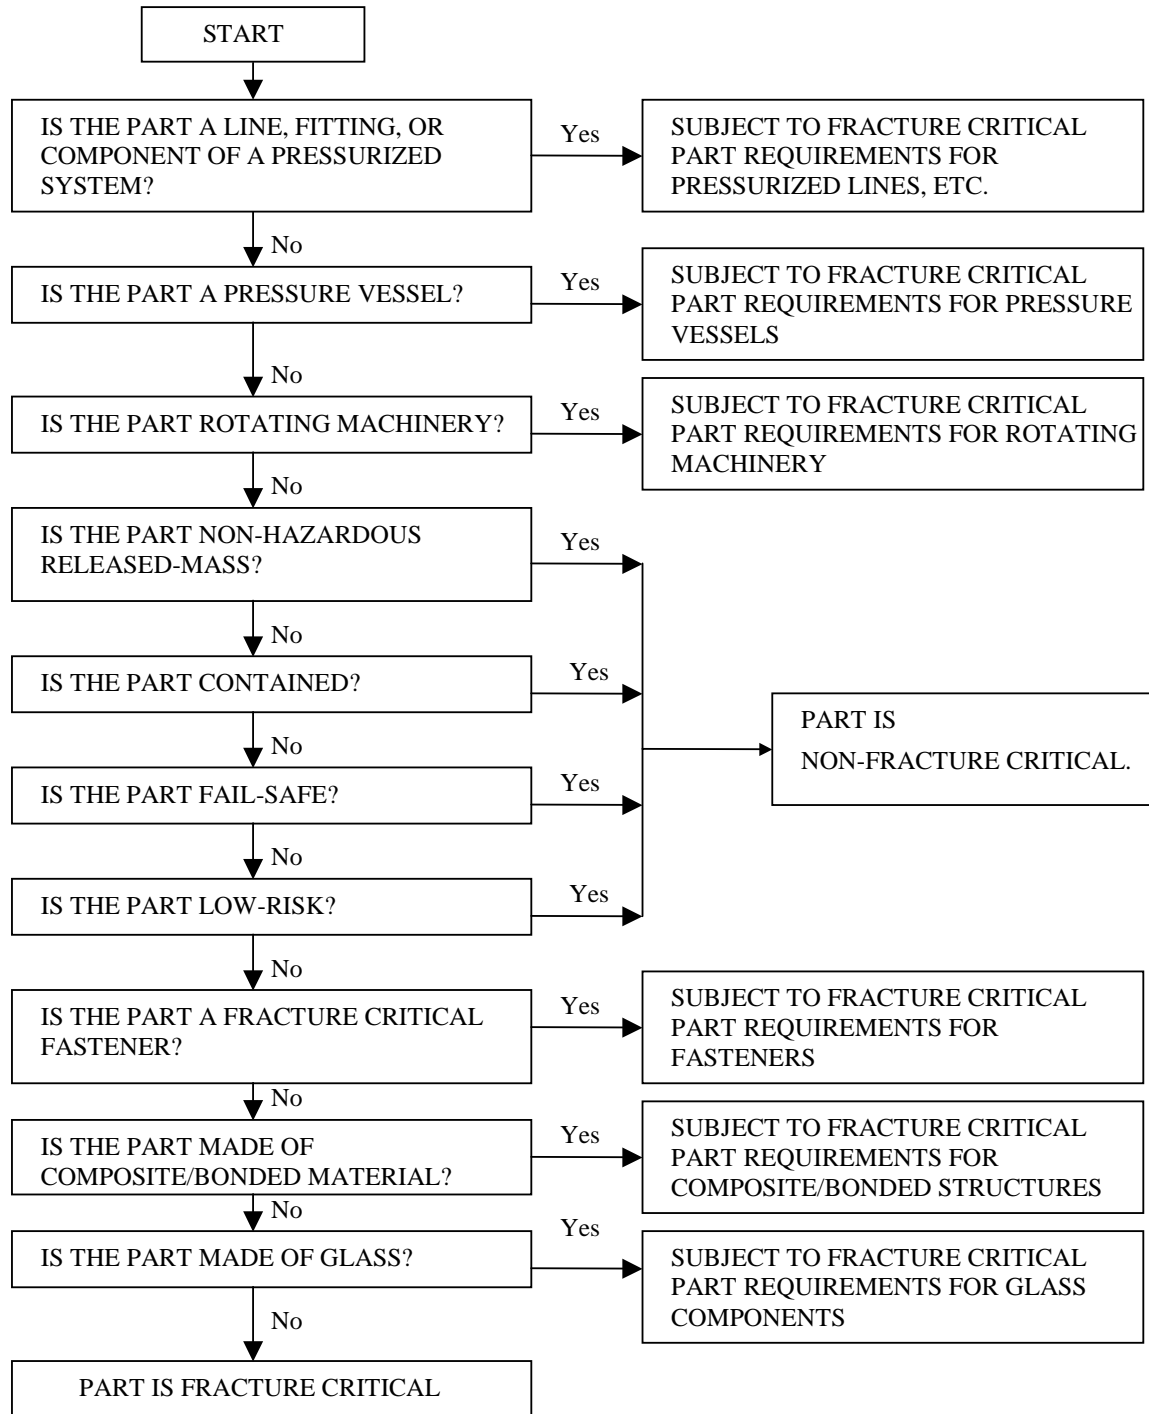 START
IS THE PART A LINE, FITTING, OR
COMPONENT OF A PRESSURIZED
SYSTEM?
Yes
SUBJECT TO FRACTURE CRITICAL
PART REQUIREMENTS FOR
PRESSURIZED LINES, ETC.
No
IS THE PART A PRESSURE VESSEL?
Yes
SUBJECT TO FRACTURE CRITICAL
PART REQUIREMENTS FOR PRESSURE
VESSELS
No
IS THE PART ROTATING MACHINERY?
Yes
SUBJECT TO FRACTURE CRITICAL
PART REQUIREMENTS FOR ROTATING
MACHINERY
No
IS THE PART NON-HAZARDOUS
RELEASED-MASS?
Yes
No
IS THE PART CONTAINED?
Yes
PART IS
NON-FRACTURE CRITICAL.
No
IS THE PART FAIL-SAFE?
Yes
No
IS THE PART LOW-RISK?
Yes
No
IS THE PART A FRACTURE CRITICAL
FASTENER?
Yes
SUBJECT TO FRACTURE CRITICAL
PART REQUIREMENTS FOR
FASTENERS
No
IS THE PART MADE OF
COMPOSITE/BONDED MATERIAL?
Yes
SUBJECT TO FRACTURE CRITICAL
PART REQUIREMENTS FOR
COMPOSITE/BONDED STRUCTURES
No
IS THE PART MADE OF GLASS?
Yes
SUBJECT TO FRACTURE CRITICAL
PART REQUIREMENTS FOR GLASS
COMPONENTS
No
PART IS FRACTURE CRITICAL